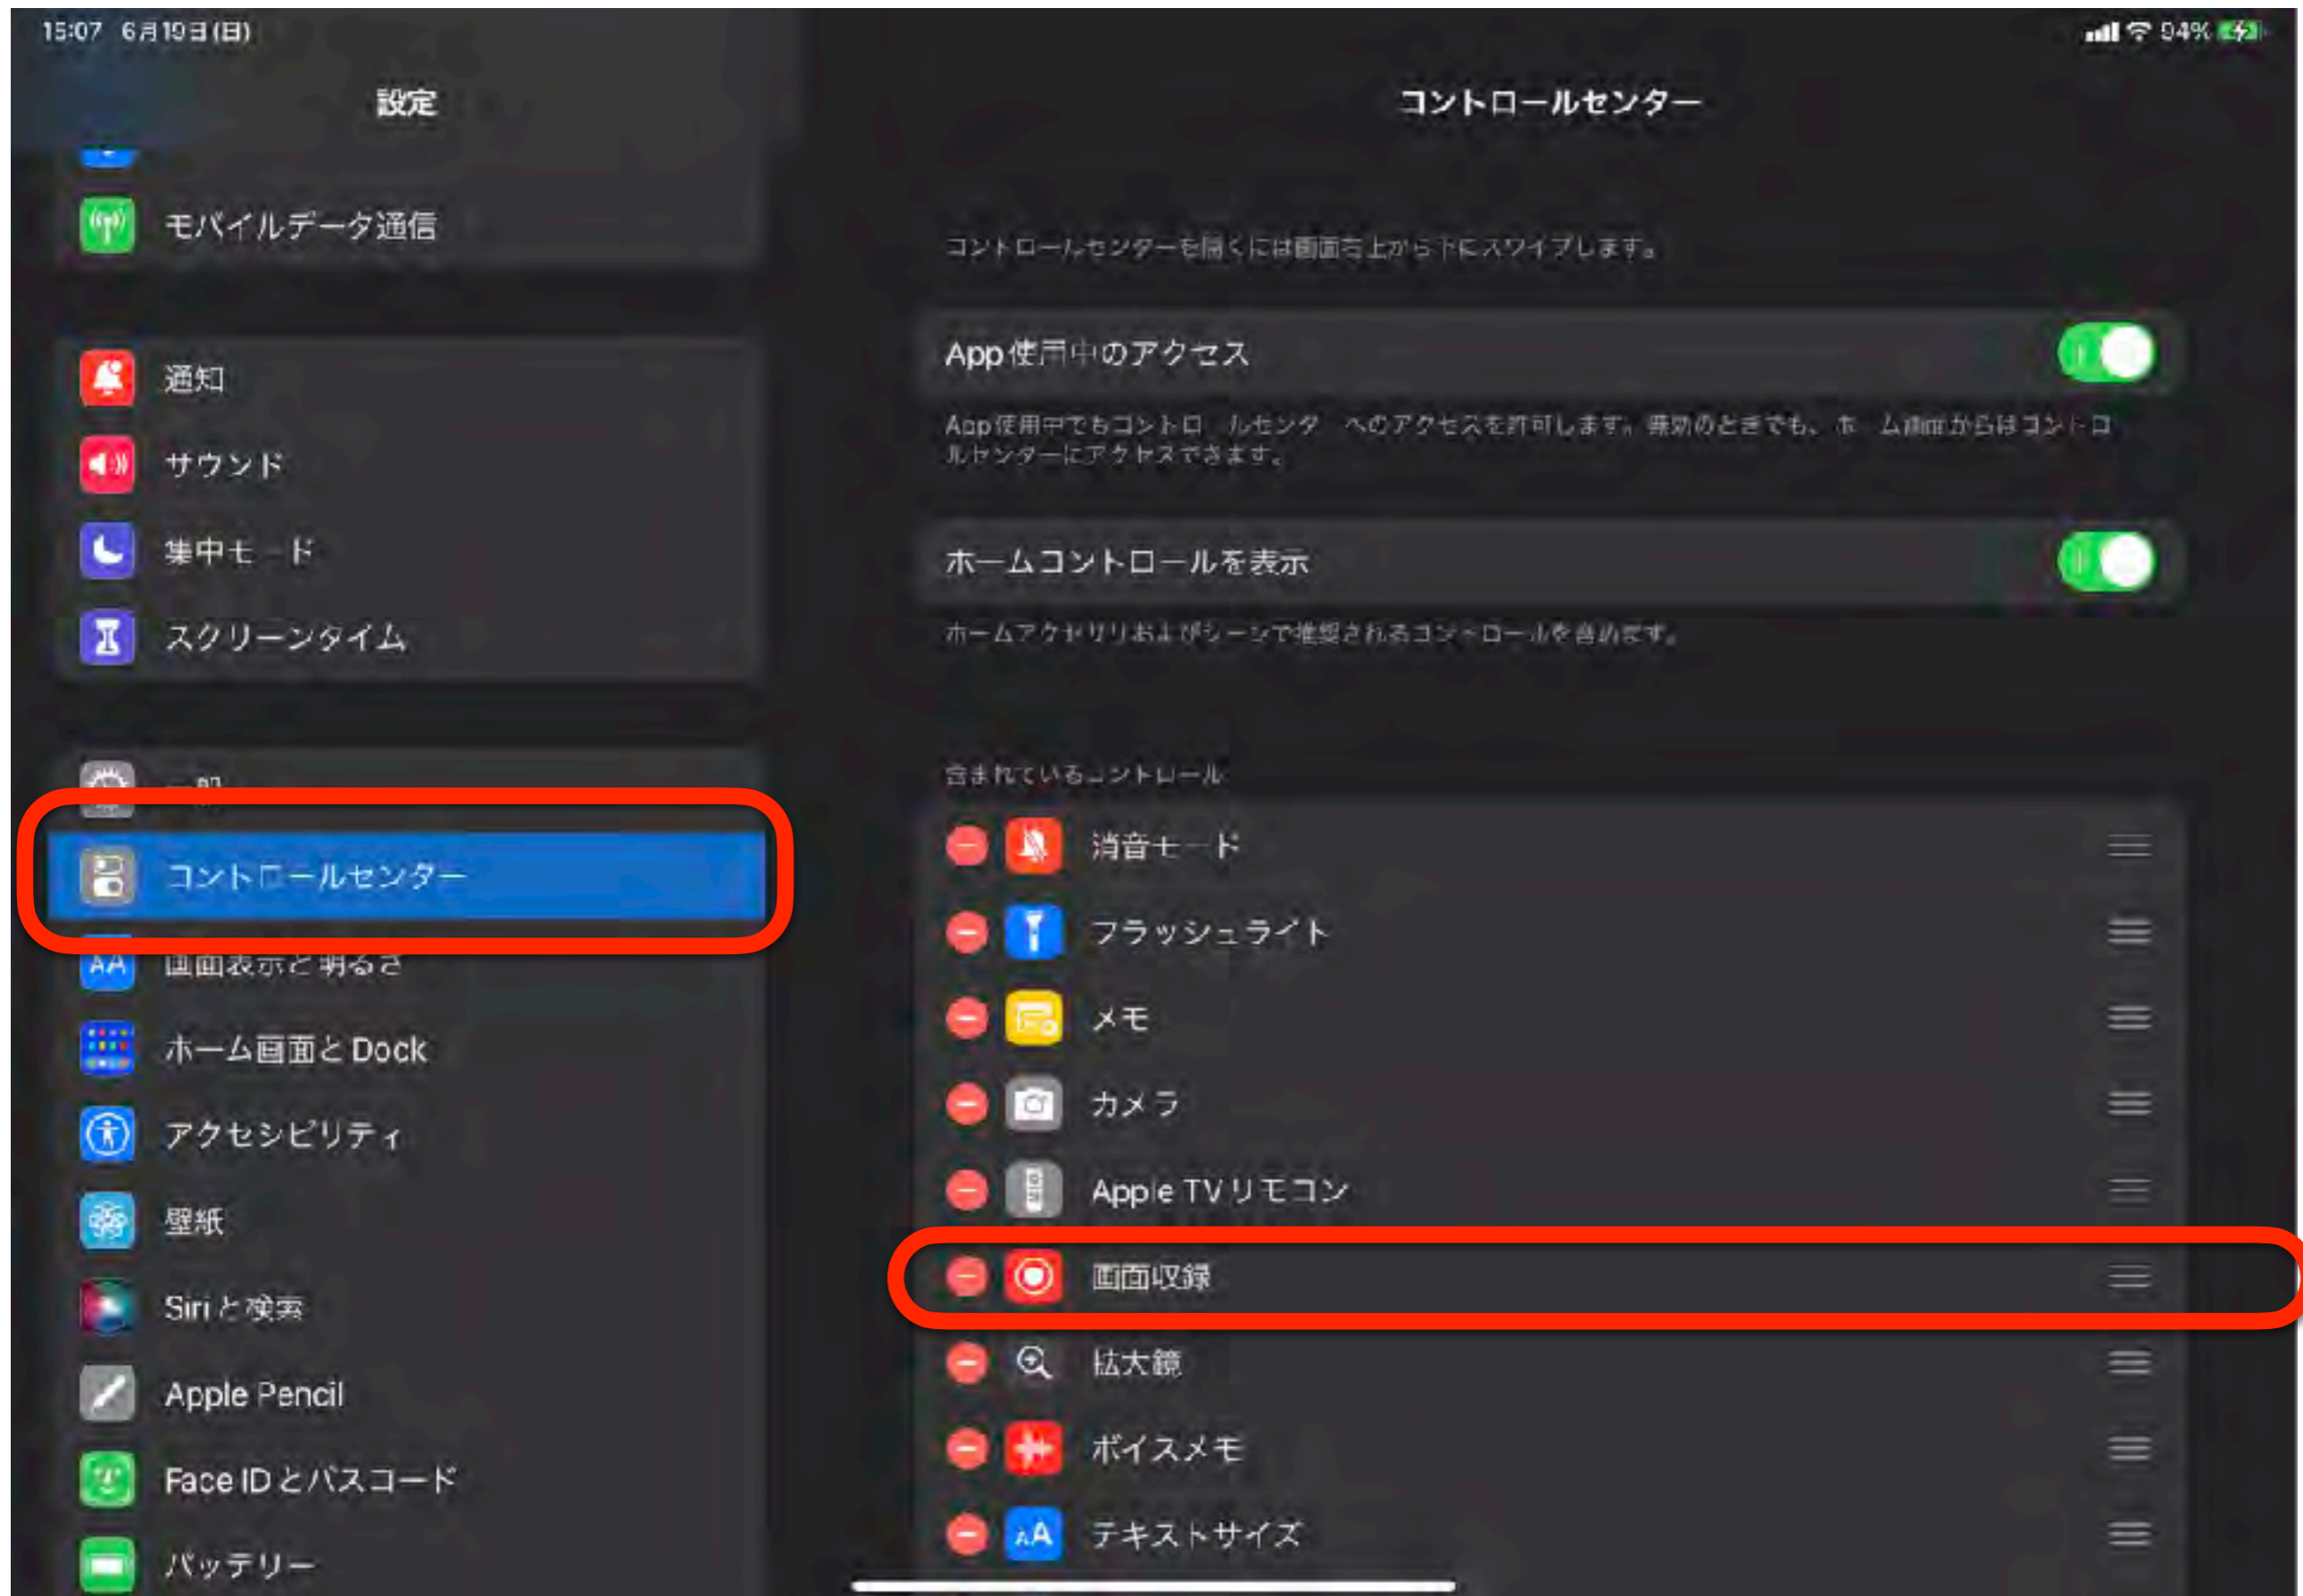 15:07 6月19日(日)
94%
設定
モバイルデータ通信
通知
サウンド
集中モード
スクリーンタイム
一般
コントロールセンター
画面表示と明るさ
ホーム画面とDock
アクセシビリティ
壁紙
Siriと検索
Apple Pencil
Face IDとパスコード
バッテリー
コントロールセンター
コントロールセンターを開くには画面右上から下にスワイプします。
App使用中のアクセス
App使用中でもコントロールセンターへのアクセスを許可します。無効のときでも、ホーム画面からはコントロ
ールセンターにアクセスできます。
ホームコントロールを表示
ホームアクセサリおよびシーンで推奨されるコントロールを含めます。
含まれているコントロール
消音モード
フラッシュライト
メモ
カメラ
Apple TVリモコン
画面収録
拡大鏡
ボイスメモ
テキストサイズ
AA
AA